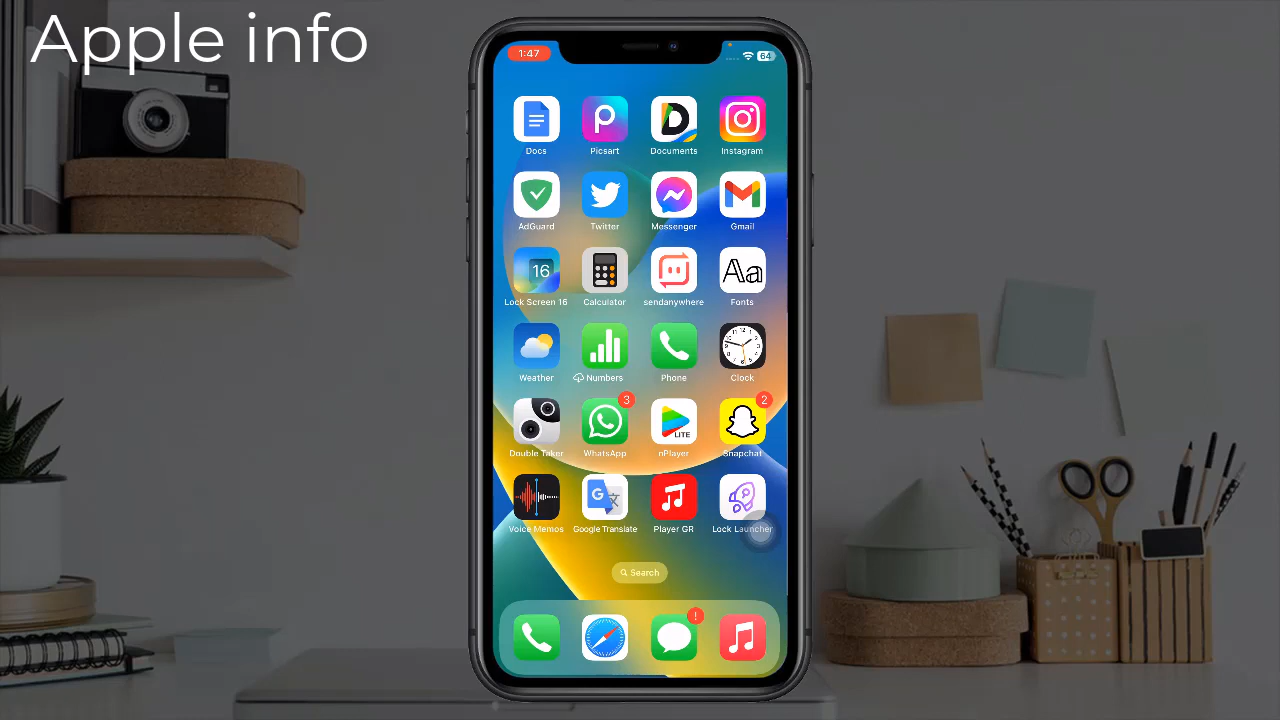 Apple info
1:47
64
Docs
Picsart
Documents
Instagram
AdGuard
Twitter
Messenger
Gmail
16
Aa
Lock Screen 16
Calculator
sendanywhere
Fonts
Weather
Numbers
Phone
Clock
3
LITE
2
Double Taker
WhatsApp
nPlayer
Snapchat
G
Voice Memos
Google Translate
Player GR
Lock Launcher
Search
!